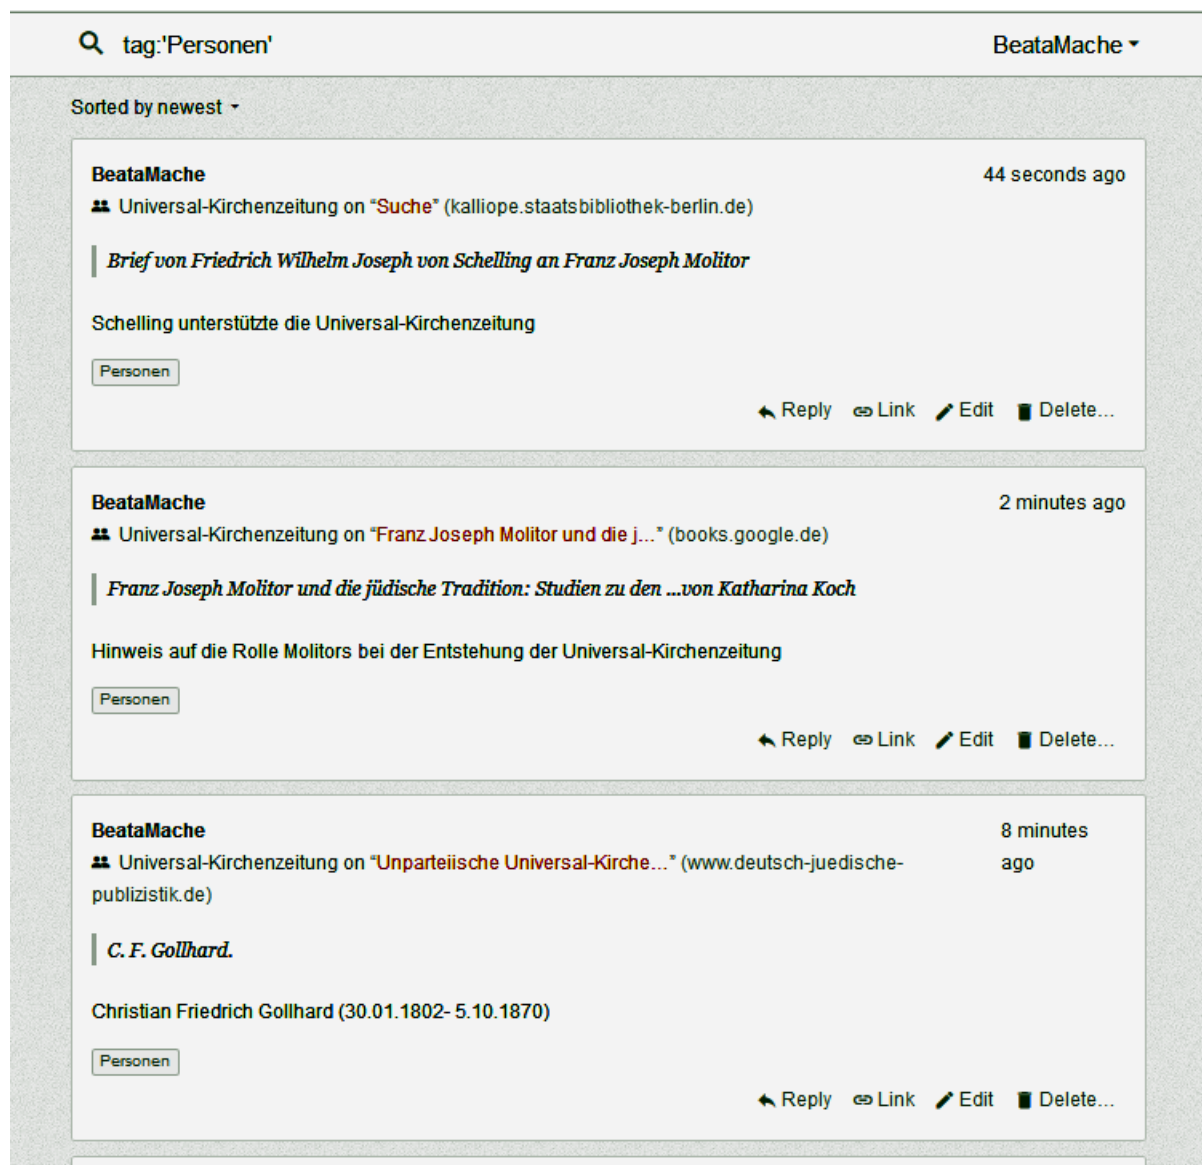 tag:'Personen'
BeataMache
Sorted by newest
BeataMache
44 seconds ago
Universal-Kirchenzeitung on “Suche” (kalliope.staatsbibliothek-berlin.de)
Brief von Friedrich Wilhelm Joseph von Schelling an Franz Joseph Molitor
Schelling unterstützte die Universal-Kirchenzeitung
Personen
Reply Link Edit Delete...
BeataMache
2 minutes ago
Universal-Kirchenzeitung on “Franz Joseph Molitor und die j...” (books.google.de)
Franz Joseph Molitor und die jüdische Tradition: Studien zu den ...von Katharina Koch
Hinweis auf die Rolle Molitors bei der Entstehung der Universal-Kirchenzeitung
Personen
Reply Link Edit Delete...
BeataMache
8 minutes
ago
Universal-Kirchenzeitung on “Unparteiische Universal-Kirche...” (www.deutsch-juedische-
publizistik.de)
C. F. Gollhard.
Christian Friedrich Gollhard (30.01.1802- 5.10.1870)
Personen
Reply Link Edit Delete...